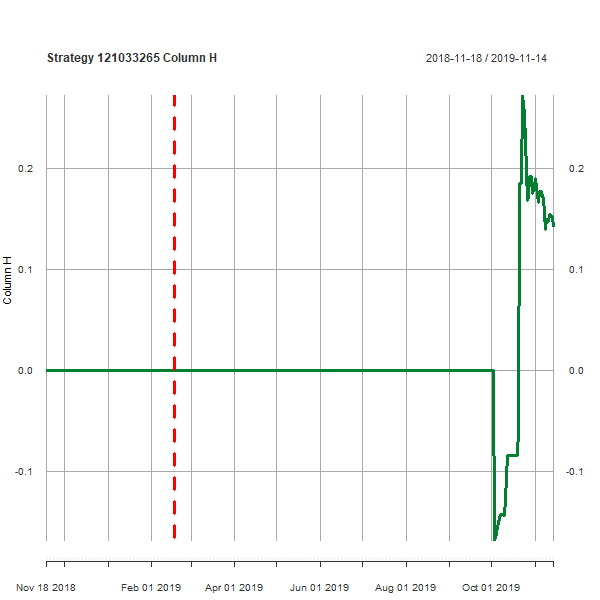 Strategy 121033265 Column H
2018-11-18 / 2019-11-14
Column H
0.2
0.2
0.1
0.1
0.0
0.0
-0.1
-0.1
Nov 18 2018
Feb 01 2019
Apr 01 2019
Jun 01 2019
Aug 01 2019
Oct 01 2019